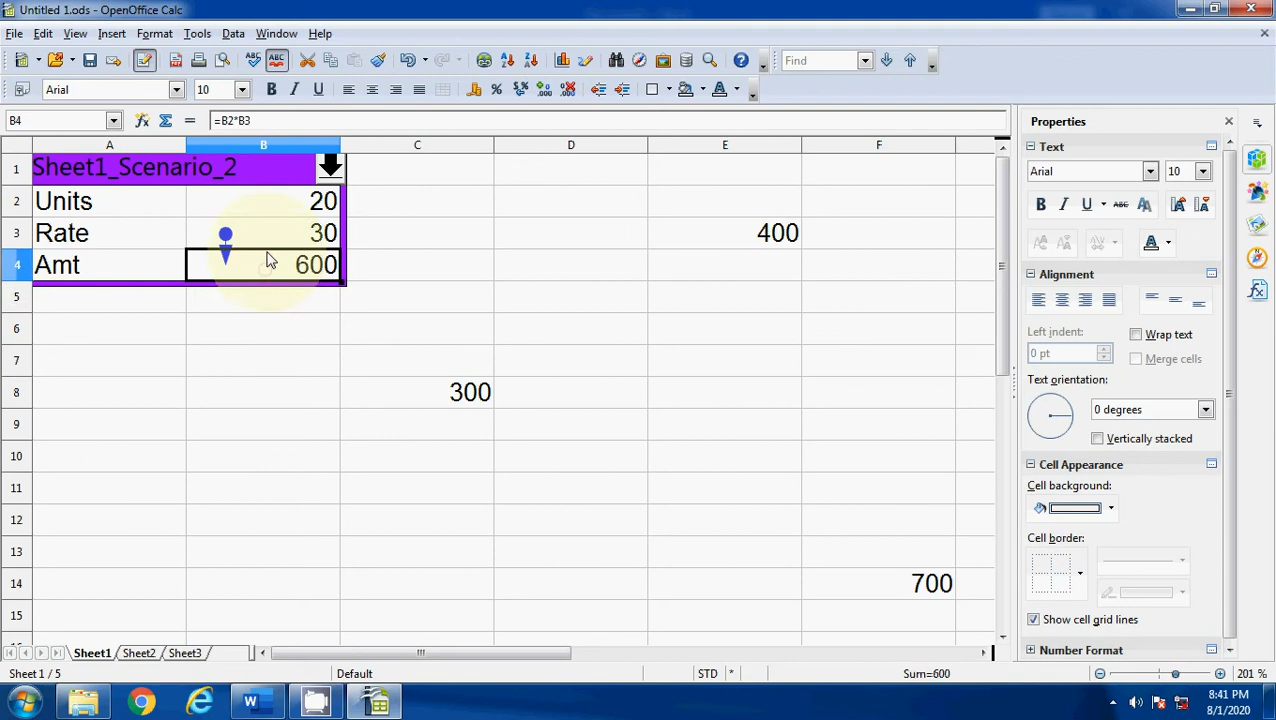 Untitled 1.ods - OpenOffice Calc
File Edit View Insert Format Tools Data Window Help
Find
Arial 10
B4 =B2*B3
A B C D E F
1 Sheet1_Scenario_2
2 Units 20
3 Rate 30 400
4 Amt 600
5
6
7
8 300
9
10
11
12
13
14 700
15
Sheet1 Sheet2 Sheet3
Sheet 1 / 5 Default STD * Sum=600 201 %
Properties
Text
Arial 10
Alignment
Left indent: Wrap text
0 pt Merge cells
Text orientation:
0 degrees
Vertically stacked
Cell Appearance
Cell background:
Cell border:
Show cell grid lines
Number Format
8:41 PM
8/1/2020